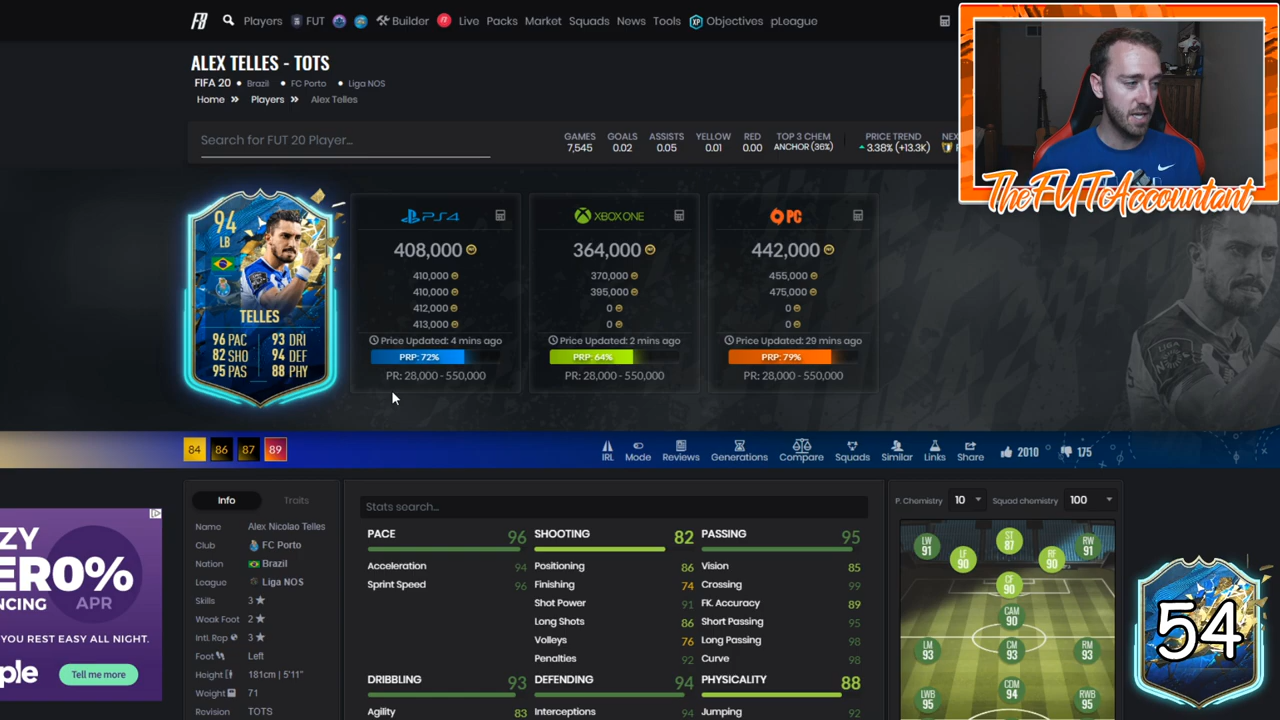 F8 Players FUT Builder Live Packs Market Squads News Tools XP Objectives pLeague
ALEX TELLES - TOTS
FIFA 20 • Brazil • FC Porto • Liga NOS
Home » Players » Alex Telles
Search for FUT 20 Player...
GAMES GOALS ASSISTS YELLOW RED TOP 3 CHEM PRICE TREND
7,545 0.02 0.05 0.01 0.00 ANCHOR (36%) 3.38% (+13.3K)
TheFUTAccountant
94
LB
TELLES
96 PAC 93 DRI
82 SHO 94 DEF
95 PAS 88 PHY
PS4
408,000
410,000
410,000
412,000
413,000
Price Updated: 4 mins ago
PRP: 72%
PR: 28,000 - 550,000
XBOX ONE
364,000
370,000
395,000
0
0
Price Updated: 2 mins ago
PRP: 64%
PR: 28,000 - 550,000
PC
442,000
455,000
475,000
0
0
Price Updated: 29 mins ago
PRP: 79%
PR: 28,000 - 550,000
84 86 87 89
IRL Mode Reviews Generations Compare Squads Similar Links Share 2010 175
Info Traits
Name Alex Nicolao Telles
Club FC Porto
Nation Brazil
League Liga NOS
Skills 3
Weak Foot 2
Intl. Rep 3
Foot Left
Height 181cm | 5'11"
Weight 71
Revision TOTS
Stats search...
PACE 96
Acceleration 94
Sprint Speed 96
SHOOTING 82
Positioning 86
Finishing 74
Shot Power 91
Long Shots 86
Volleys 76
Penalties 92
PASSING 95
Vision 85
Crossing 99
FK. Accuracy 89
Short Passing 95
Long Passing 98
Curve 98
DRIBBLING 93
Agility 83
DEFENDING 94
Interceptions 94
PHYSICALITY 88
Jumping 92
P. Chemistry 10 Squad chemistry 100
LW 91
LF 90
ST 87
RF 90
RW 91
CF 90
CAM 90
LM 93
CM 93
RM 93
LWB 95
CDM 94
RWB 95
ZY
ERO%
NCING APR
YOU REST EASY ALL NIGHT.
ple
Tell me more
54